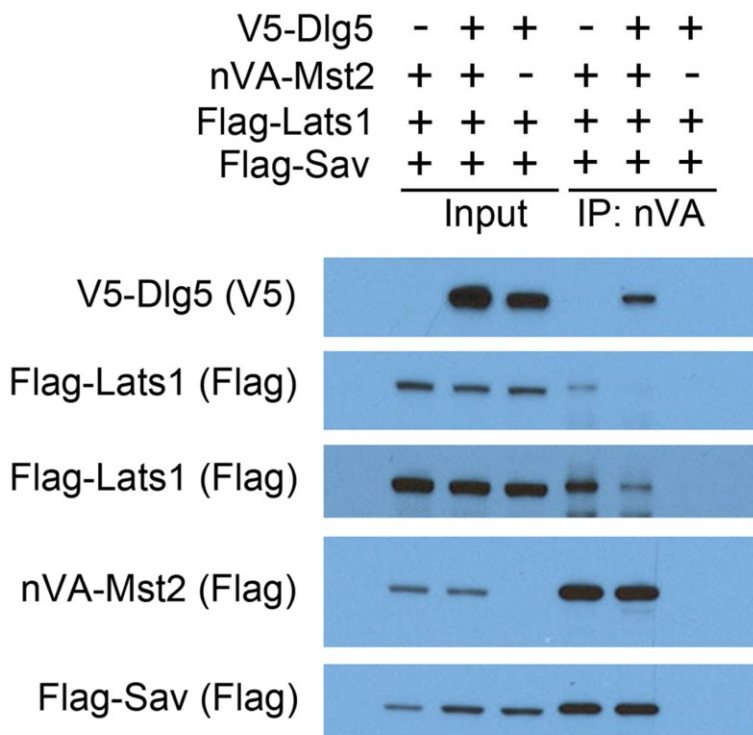 V5-Dlg5 - + + - + +
nVA-Mst2 + + - + + -
Flag-Lats1 + + + + + +
Flag-Sav + + + + + +
Input IP: nVA
V5-Dlg5 (V5)
Flag-Lats1 (Flag)
Flag-Lats1 (Flag)
nVA-Mst2 (Flag)
Flag-Sav (Flag)